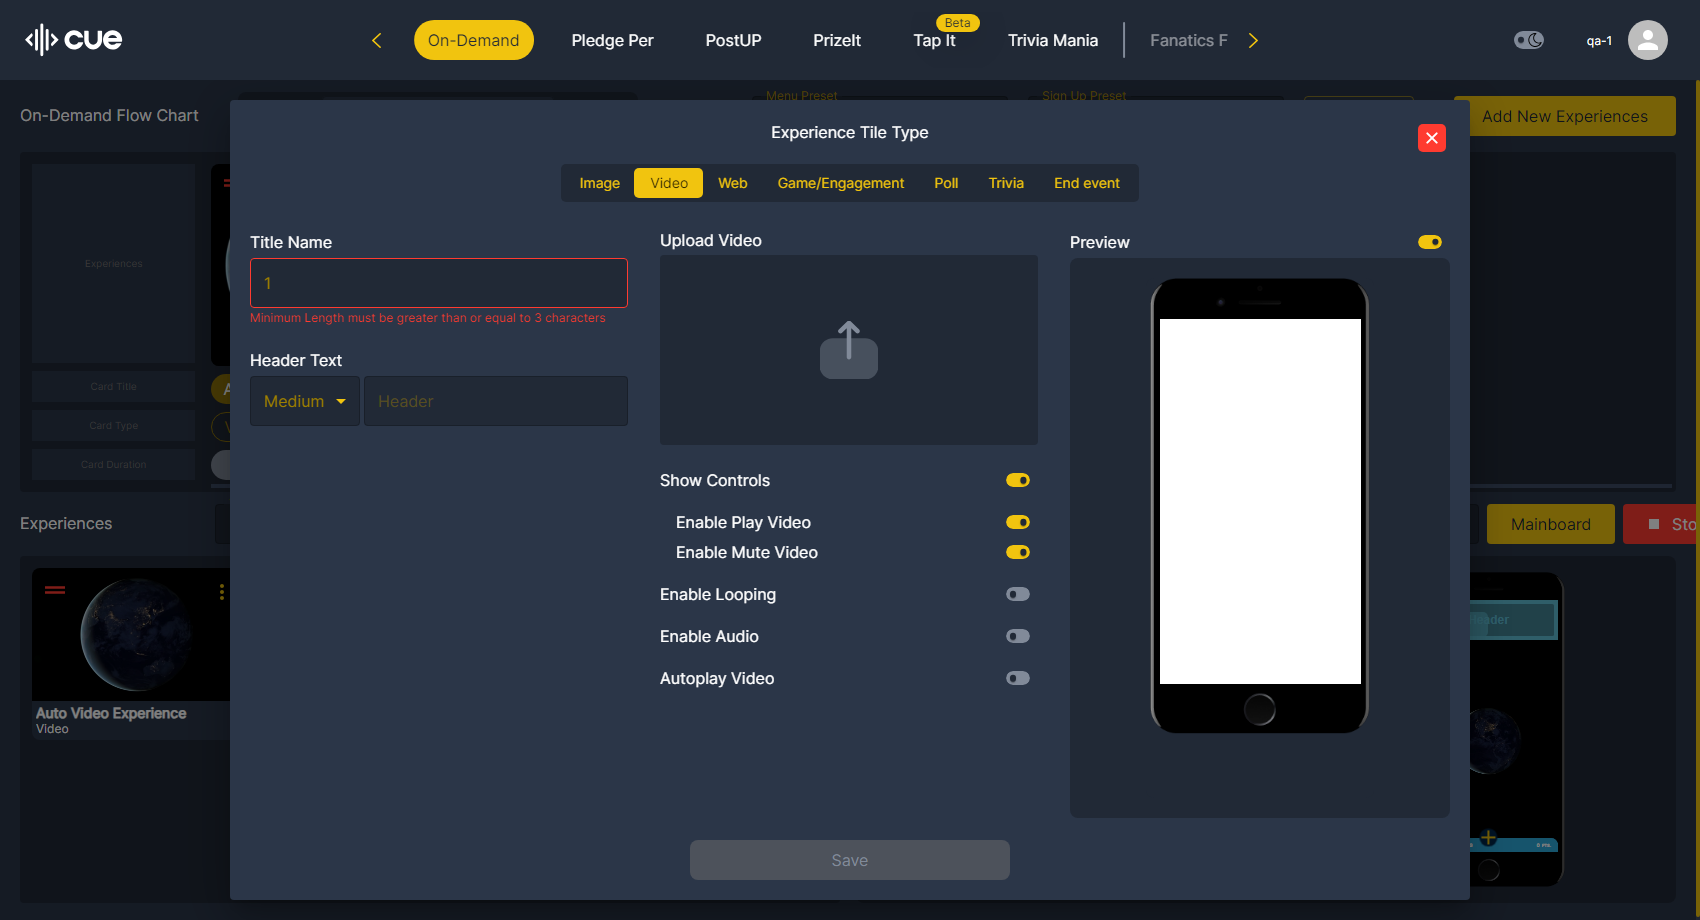 cue
On-Demand
Pledge Per
PostUP
PrizeIt
Beta
Tap It
Trivia Mania
Fanatics F
qa-1
On-Demand Flow Chart
Menu Preset
Sign Up Preset
Add New Experiences
Experience Tile Type
Image
Video
Web
Game/Engagement
Poll
Trivia
End event
Title Name
1
Minimum Length must be greater than or equal to 3 characters
Header Text
Medium
Header
Upload Video
Show Controls
Enable Play Video
Enable Mute Video
Enable Looping
Enable Audio
Autoplay Video
Preview
Save
Experiences
Card Title
Card Type
Card Duration
A
V
Experiences
Mainboard
Sto
Auto Video Experience
Video
eader